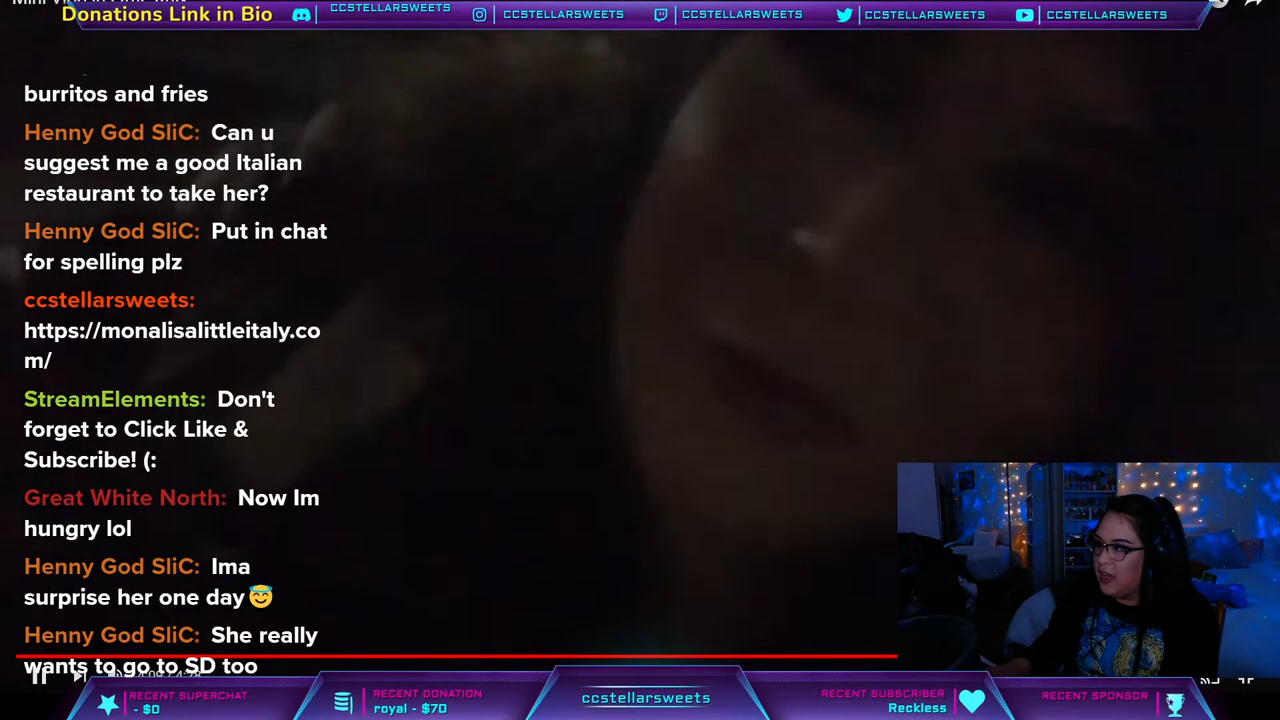 Donations Link in Bio
CCSTELLARSWEETS
CCSTELLARSWEETS
CCSTELLARSWEETS
CCSTELLARSWEETS
CCSTELLARSWEETS
burritos and fries
Henny God SliC: Can u
suggest me a good Italian
restaurant to take her?
Henny God SliC: Put in chat
for spelling plz
ccstellarsweets:
https://monalisalittleitaly.co
m/
StreamElements: Don't
forget to Click Like &
Subscribe! (:
Great White North: Now Im
hungry lol
Henny God SliC: Ima
surprise her one day😇
Henny God SliC: She really
wants to go to SD too
RECENT SUPERCHAT
- $0
RECENT DONATION
royal - $70
ccstellarsweets
RECENT SUBSCRIBER
Reckless
RECENT SPONSOR